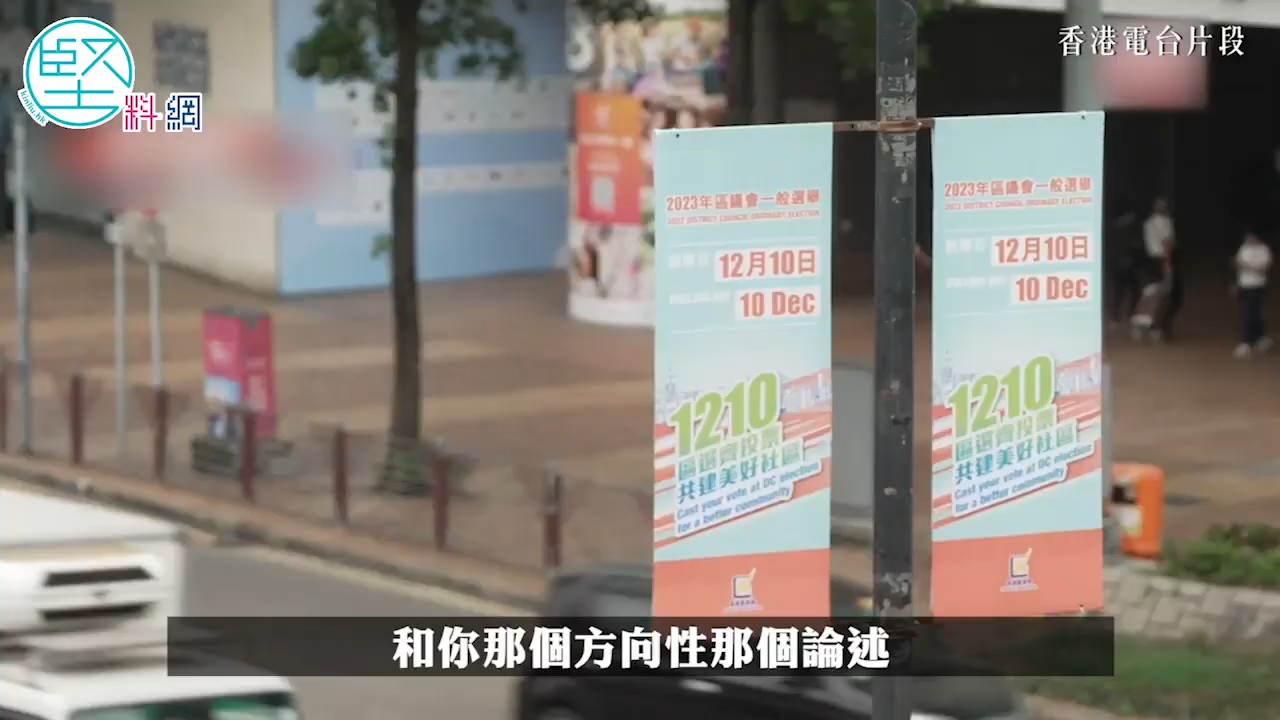 堅料網
kinliu.hk
香港電台片段
2023年區議會一般選舉
2023 DISTRICT COUNCIL ORDINARY ELECTION
12月10日
10 Dec
1210
區選齊投票
共建美好社區
Cast your vote at DC election
for a better community
2023年區議會一般選舉
2023 DISTRICT COUNCIL ORDINARY ELECTION
12月10日
10 Dec
1210
區選齊投票
共建美好社區
Cast your vote at DC election
for a better community
和你那個方向性那個論述